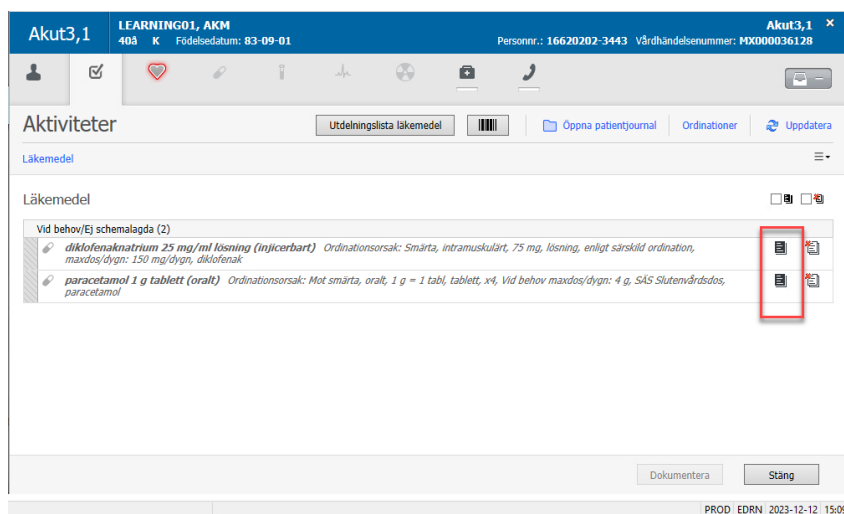 Akut3,1
LEARNING01, AKM
40å K Födelsedatum: 83-09-01
Akut3,1
Personnr.: 16620202-3443 Vårdhändelsenummer: MX000036128
Aktiviteter
Utdelningslista läkemedel
Öppna patientjournal
Ordinationer
Uppdatera
Läkemedel
Läkemedel
Vid behov/Ej schemalagda (2)
diklofenaknatrium 25 mg/ml lösning (injicerbart) Ordinationsorsak: Smärta, intramuskulärt, 75 mg, lösning, enligt särskild ordination,
maxdos/dygn: 150 mg/dygn, diklofenak
paracetamol 1 g tablett (oralt) Ordinationsorsak: Mot smärta, oralt, 1 g = 1 tabl, tablett, x4, Vid behov maxdos/dygn: 4 g, SÄS Slutenvårdsdos,
paracetamol
Dokumentera
Stäng
PROD EDRN 2023-12-12 15:09